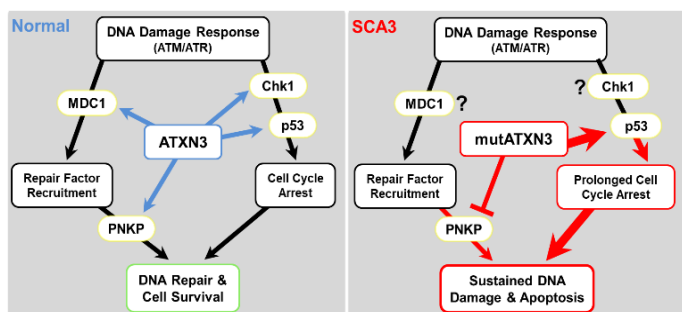 Normal
DNA Damage Response
(ATM/ATR)
Chk1
MDC1
p53
ATXN3
Repair Factor
Recruitment
Cell Cycle
Arrest
PNKP
DNA Repair &
Cell Survival
SCA3
DNA Damage Response
(ATM/ATR)
? Chk1
MDC1 ?
p53
mutATXN3
Repair Factor
Recruitment
Prolonged Cell
Cycle Arrest
PNKP
Sustained DNA
Damage & Apoptosis